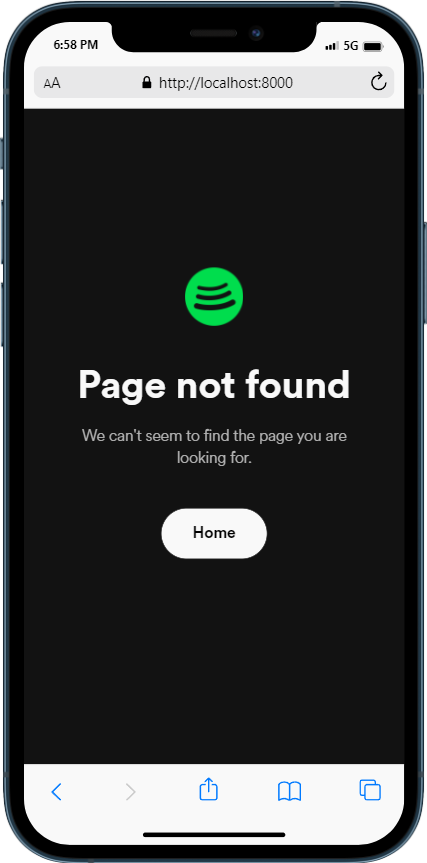 6:58 PM 5G
AA http://localhost:8000
Page not found
We can't seem to find the page you are
looking for.
Home